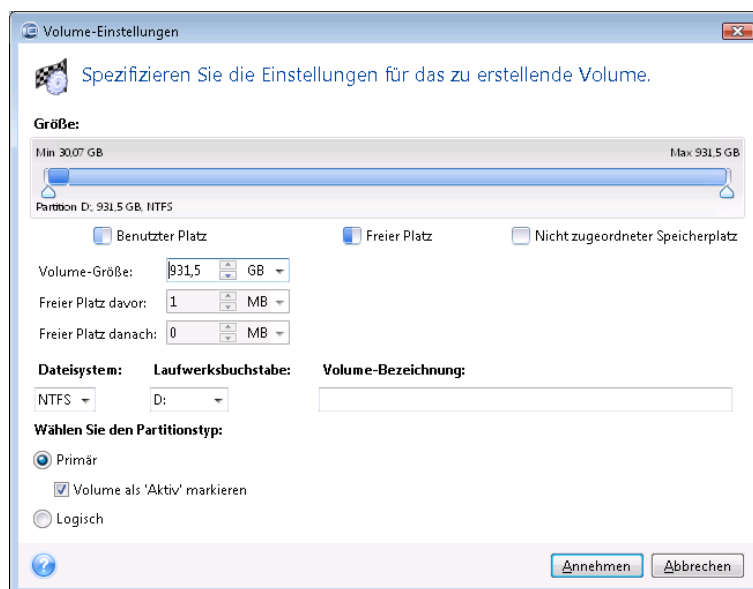 Volume-Einstellungen
Spezifizieren Sie die Einstellungen für das zu erstellende Volume.
Größe:
Min 30,07 GB Max 931,5 GB
Partition D:, 931,5 GB, NTFS
Benutzter Platz Freier Platz Nicht zugeordneter Speicherplatz
Volume-Größe: 931,5 GB
Freier Platz davor: 1 MB
Freier Platz danach: 0 MB
Dateisystem: Laufwerksbuchstabe: Volume-Bezeichnung:
NTFS D:
Wählen Sie den Partitionstyp:
Primär
Volume als 'Aktiv' markieren
Logisch
? Annehmen Abbrechen